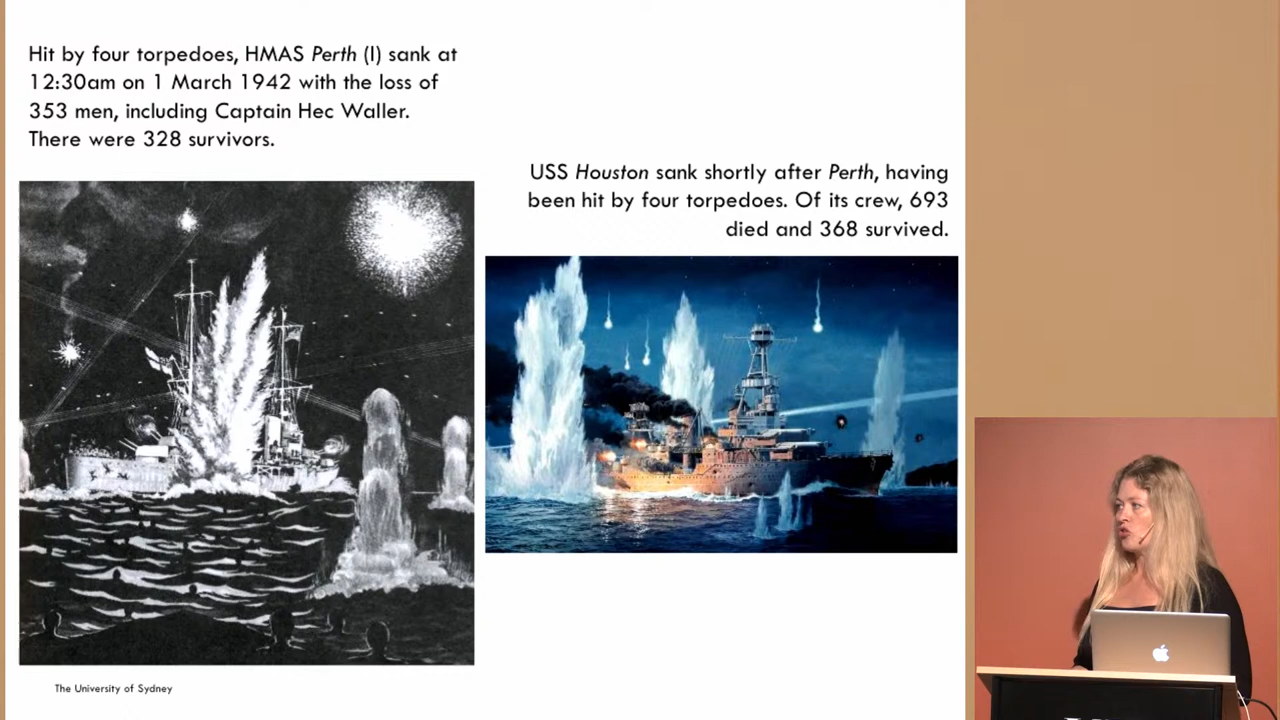 Hit by four torpedoes, HMAS Perth (I) sank at
12:30am on 1 March 1942 with the loss of
353 men, including Captain Hec Waller.
There were 328 survivors.
USS Houston sank shortly after Perth, having
been hit by four torpedoes. Of its crew, 693
died and 368 survived.
The University of Sydney